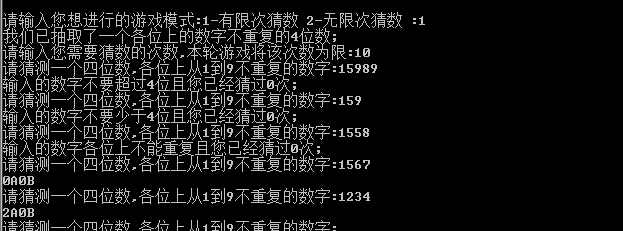 请输入您想进行的游戏模式:1-有限次猜数 2-无限次猜数 :1
我们已抽取了一个各位上的数字不重复的4位数;
请输入您需要猜数的次数,本轮游戏将该次数为限:10
请猜测一个四位数,各位上从1到9不重复的数字:15989
输入的数字不要超过4位且您已经猜过0次;
请猜测一个四位数,各位上从1到9不重复的数字:159
输入的数字不要少于4位且您已经猜过0次;
请猜测一个四位数,各位上从1到9不重复的数字:1558
输入的数字各位上不能重复且您已经猜过0次;
请猜测一个四位数,各位上从1到9不重复的数字:1567
0A0B
请猜测一个四位数,各位上从1到9不重复的数字:1234
2A0B
请猜测一个四位数,各位上从1到9不重复的数字: